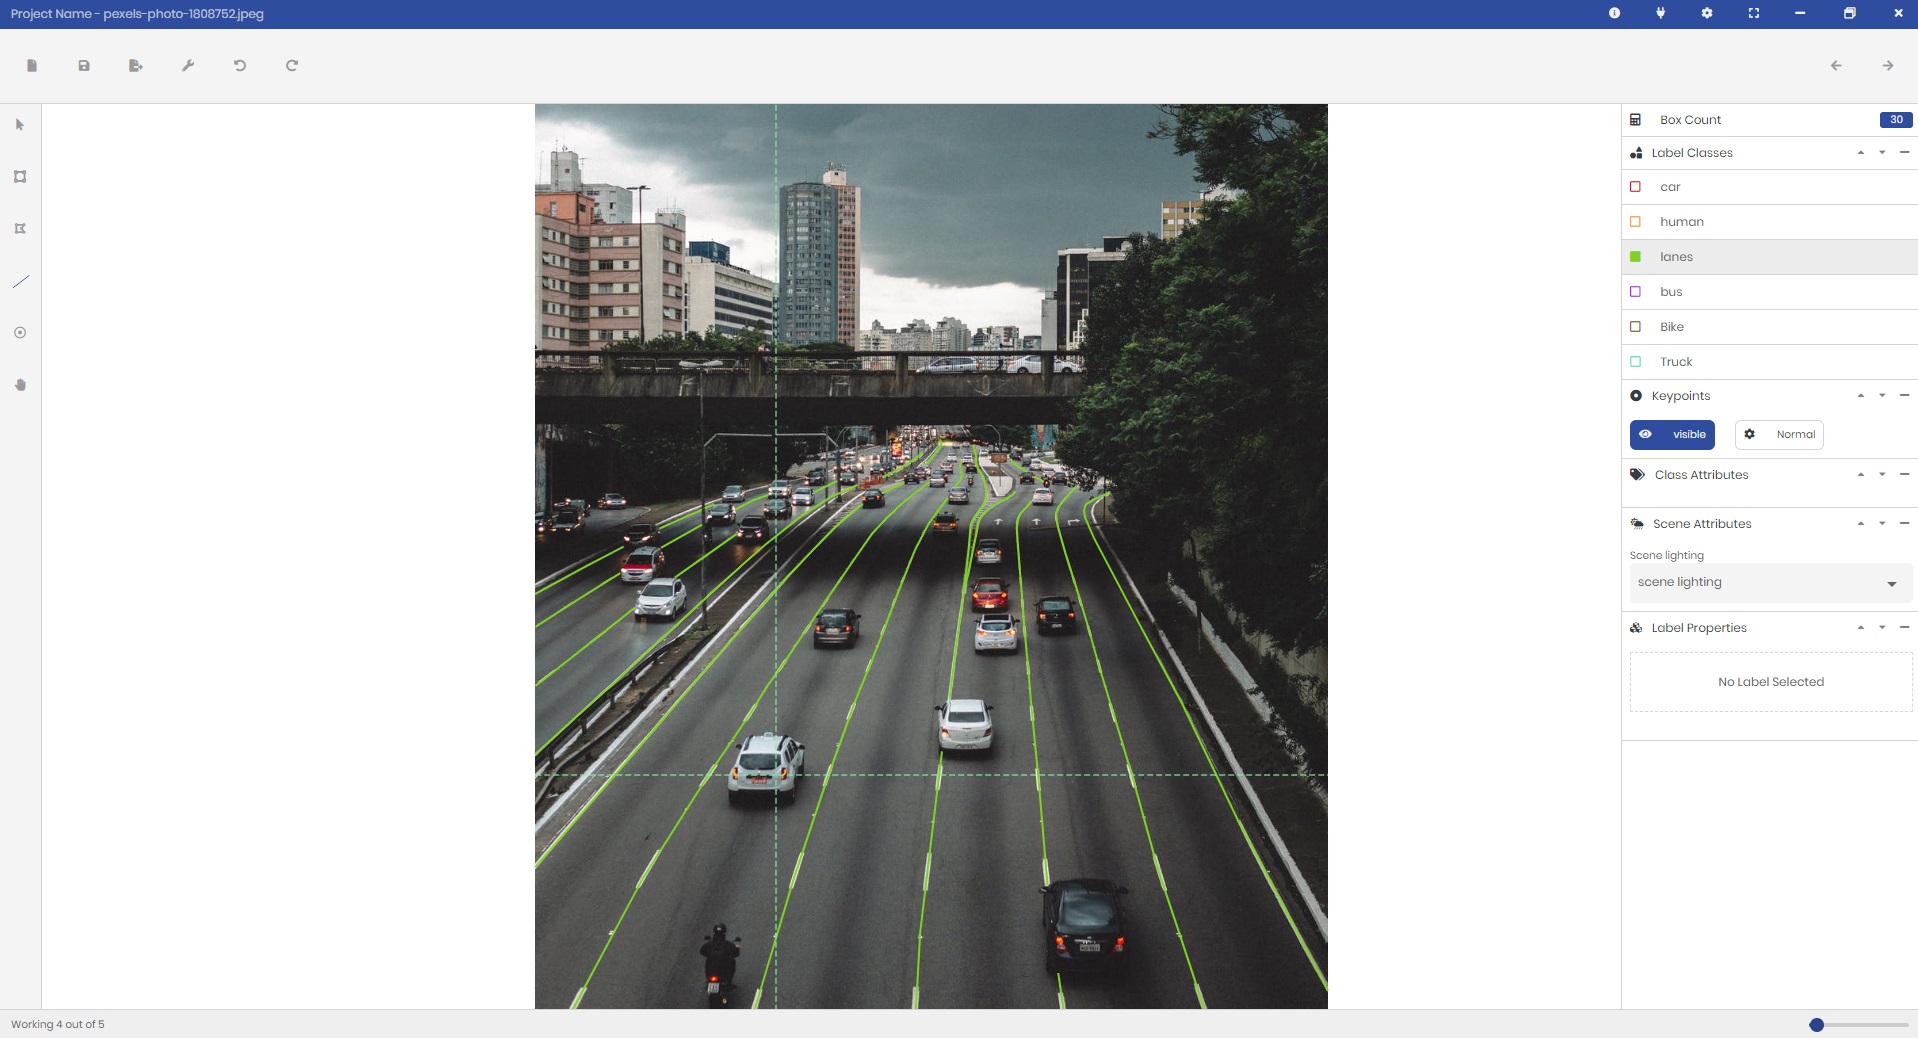 Project Name - pexels-photo-1808752.jpeg
Box Count
30
Label Classes
car
human
lanes
bus
Bike
Truck
Keypoints
visible
Normal
Class Attributes
Scene Attributes
Scene lighting
scene lighting
Label Properties
No Label Selected
Working 4 out of 5